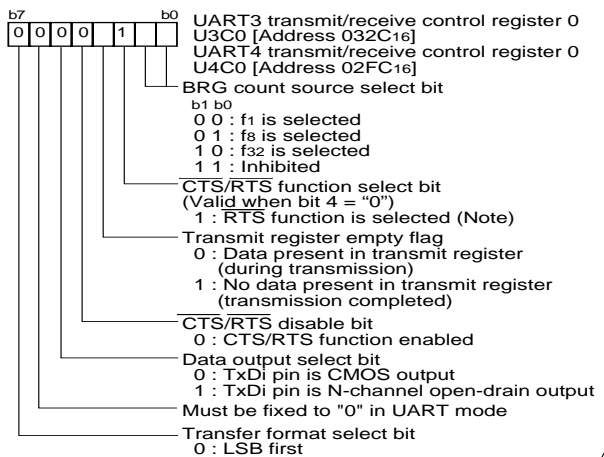 b7 b0
0 0 0 0 1
UART3 transmit/receive control register 0
U3C0 [Address 032C16]
UART4 transmit/receive control register 0
U4C0 [Address 02FC16]
BRG count source select bit
b1 b0
0 0 : f1 is selected
0 1 : f8 is selected
1 0 : f32 is selected
1 1 : Inhibited
CTS/RTS function select bit
(Valid when bit 4 = “0”)
1 : RTS function is selected (Note)
Transmit register empty flag
0 : Data present in transmit register
(during transmission)
1 : No data present in transmit register
(transmission completed)
CTS/RTS disable bit
0 : CTS/RTS function enabled
Data output select bit
0 : TxDi pin is CMOS output
1 : TxDi pin is N-channel open-drain output
Must be fixed to "0" in UART mode
Transfer format select bit
0 : LSB first